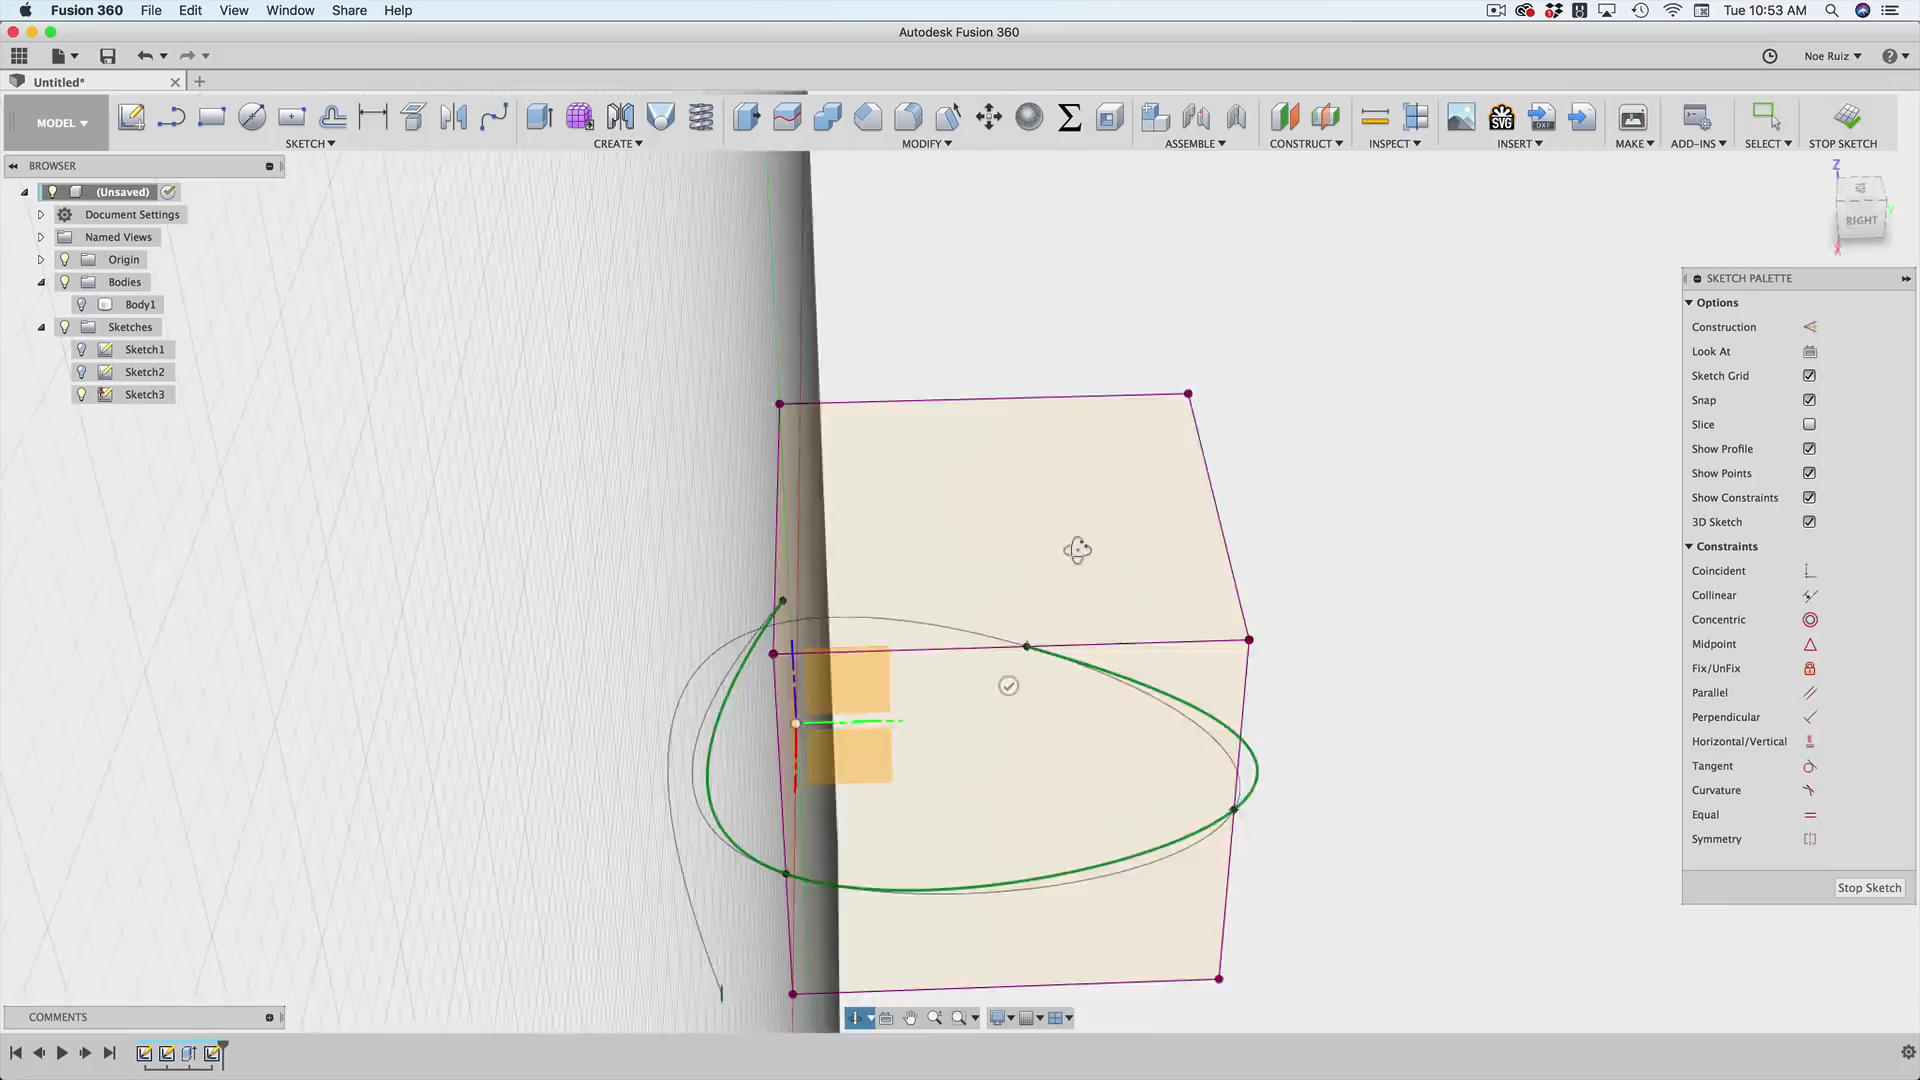 Fusion 360 File Edit View Window Share Help Tue 10:53 AM
Autodesk Fusion 360
Noe Ruiz
Untitled*
MODEL
SVG
DXF
SKETCH CREATE MODIFY ASSEMBLE CONSTRUCT INSPECT INSERT MAKE ADD-INS SELECT STOP SKETCH
BROWSER
(Unsaved)
Document Settings
Named Views
Origin
Bodies
Body1
Sketches
Sketch1
Sketch2
Sketch3
Z
TOP
RIGHT
Y
X
SKETCH PALETTE
Options
Construction
Look At
Sketch Grid
Snap
Slice
Show Profile
Show Points
Show Constraints
3D Sketch
Constraints
Coincident
Collinear
Concentric
Midpoint
Fix/UnFix
Parallel
Perpendicular
Horizontal/Vertical
Tangent
Curvature
Equal
Symmetry
Stop Sketch
COMMENTS